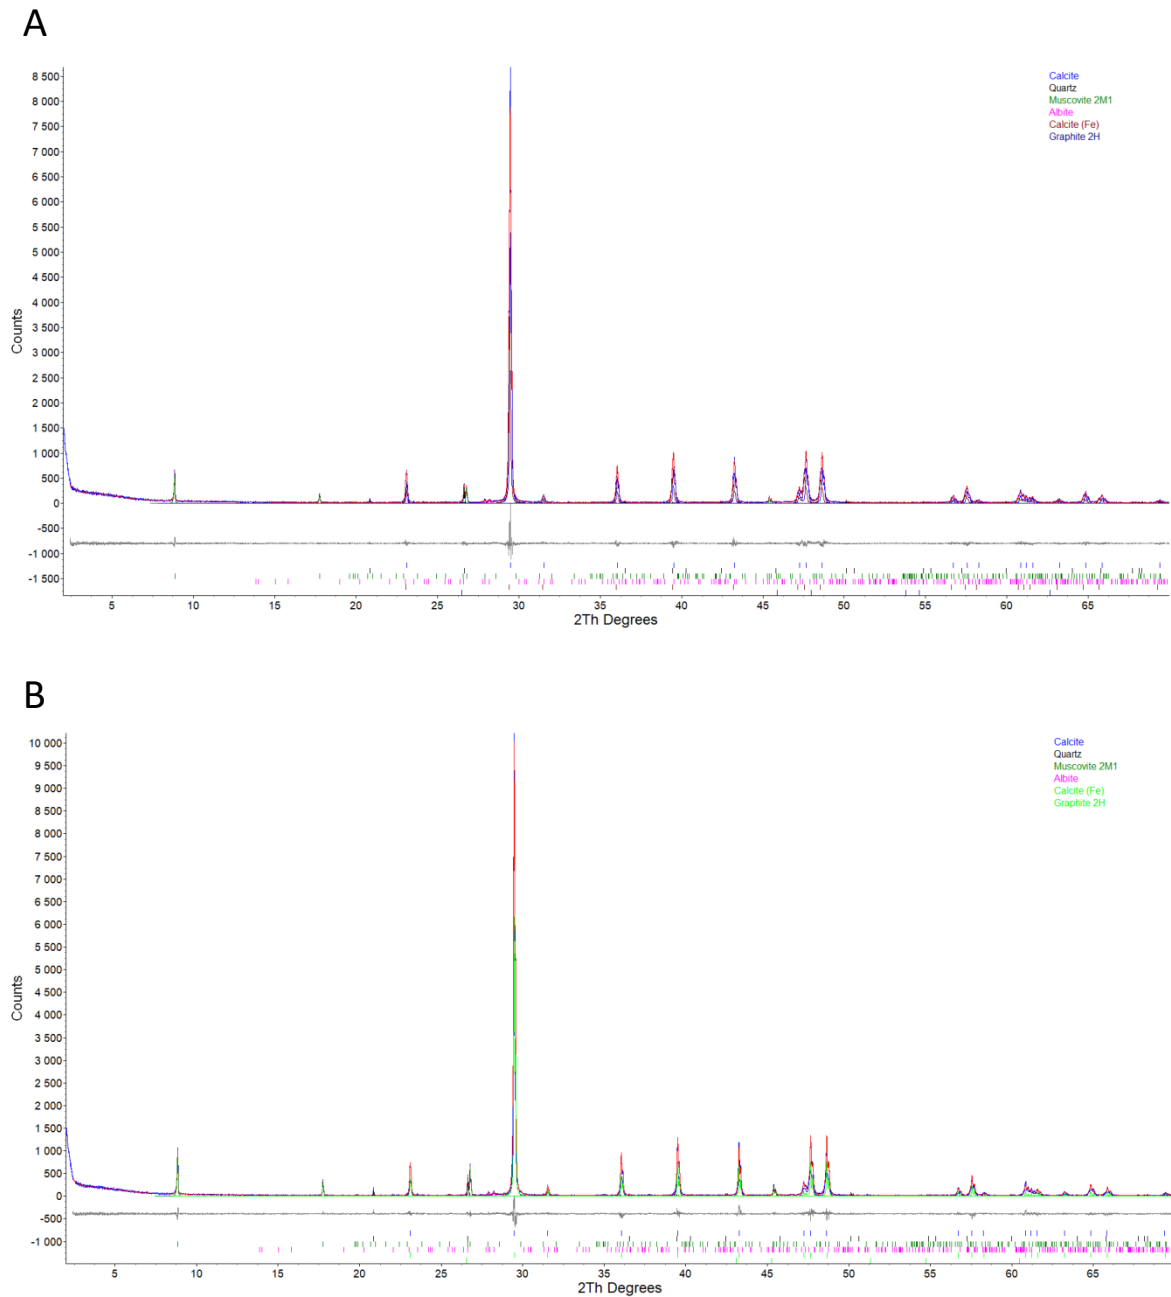 A
8 500
8 000
7 500
7 000
6 500
6 000
5 500
5 000
4 500
4 000
3 500
3 000
2 500
2 000
1 500
1 000
500
0
-500
-1 000
-1 500
Counts
Calcite
Quartz
Muscovite 2M1
Albite
Calcite (Fe)
Graphite 2H
5 10 15 20 25 30 35 40 45 50 55 60 65
2Th Degrees
B
10 000
9 500
9 000
8 500
8 000
7 500
7 000
6 500
6 000
5 500
5 000
4 500
4 000
3 500
3 000
2 500
2 000
1 500
1 000
500
0
-500
-1 000
Counts
Calcite
Quartz
Muscovite 2M1
Albite
Calcite (Fe)
Graphite 2H
5 10 15 20 25 30 35 40 45 50 55 60 65
2Th Degrees